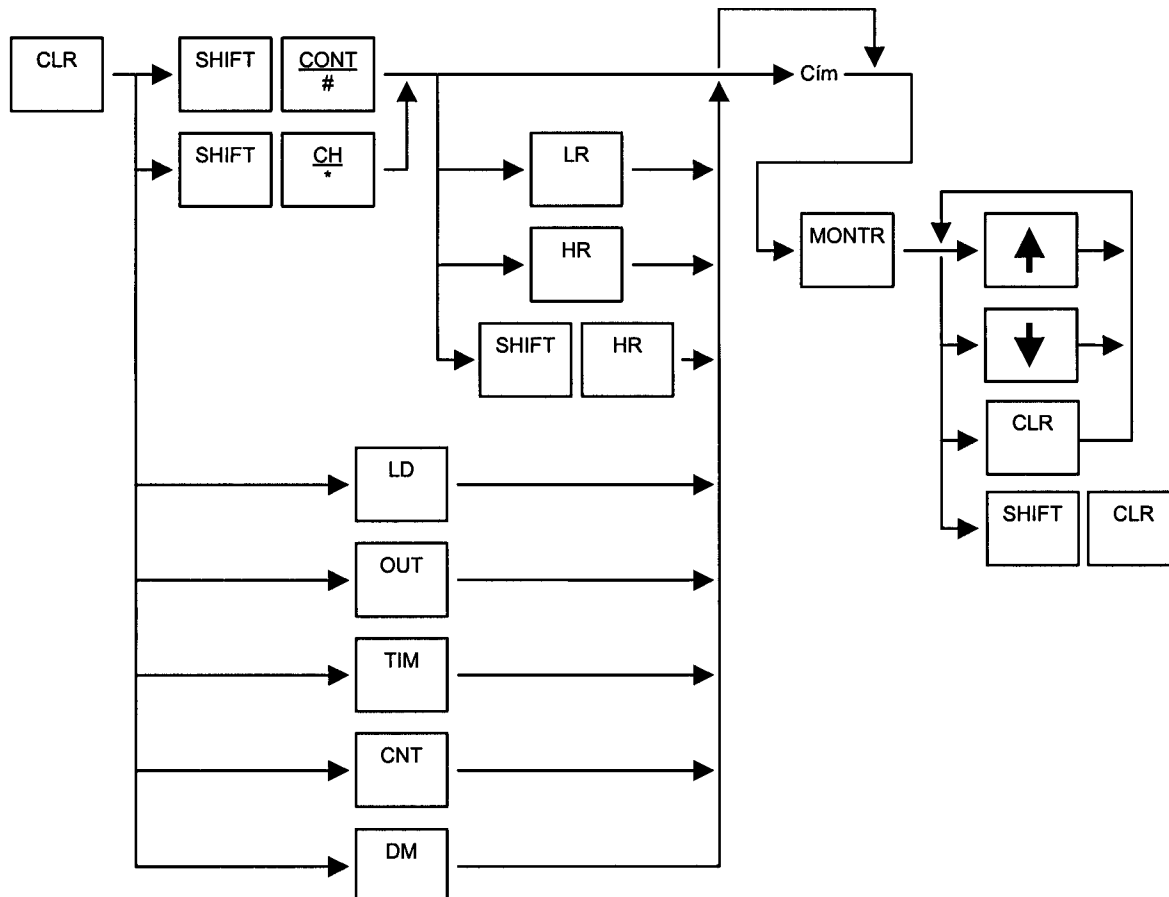 CLR
SHIFT
CONT
#
Cím
SHIFT
CH
*
LR
HR
MONTR
SHIFT
HR
CLR
LD
SHIFT
CLR
OUT
TIM
CNT
DM